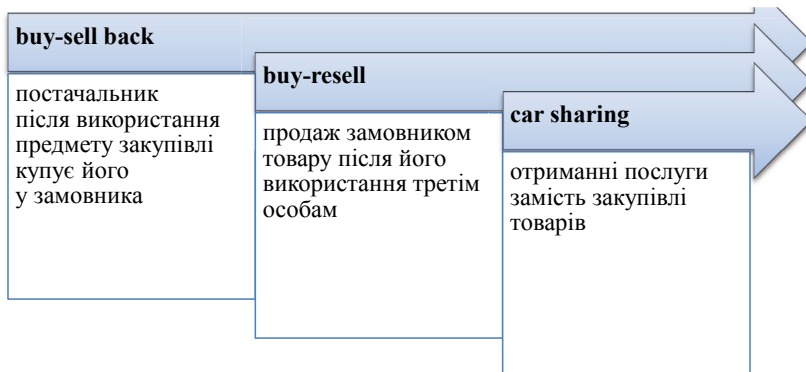 buy-sell back
постачальник
після використання
предмету закупівлі
купує його
у замовника
buy-resell
продаж замовником
товару після його
використання третім
особам
car sharing
отриманні послуги
замість закупівлі
товарів